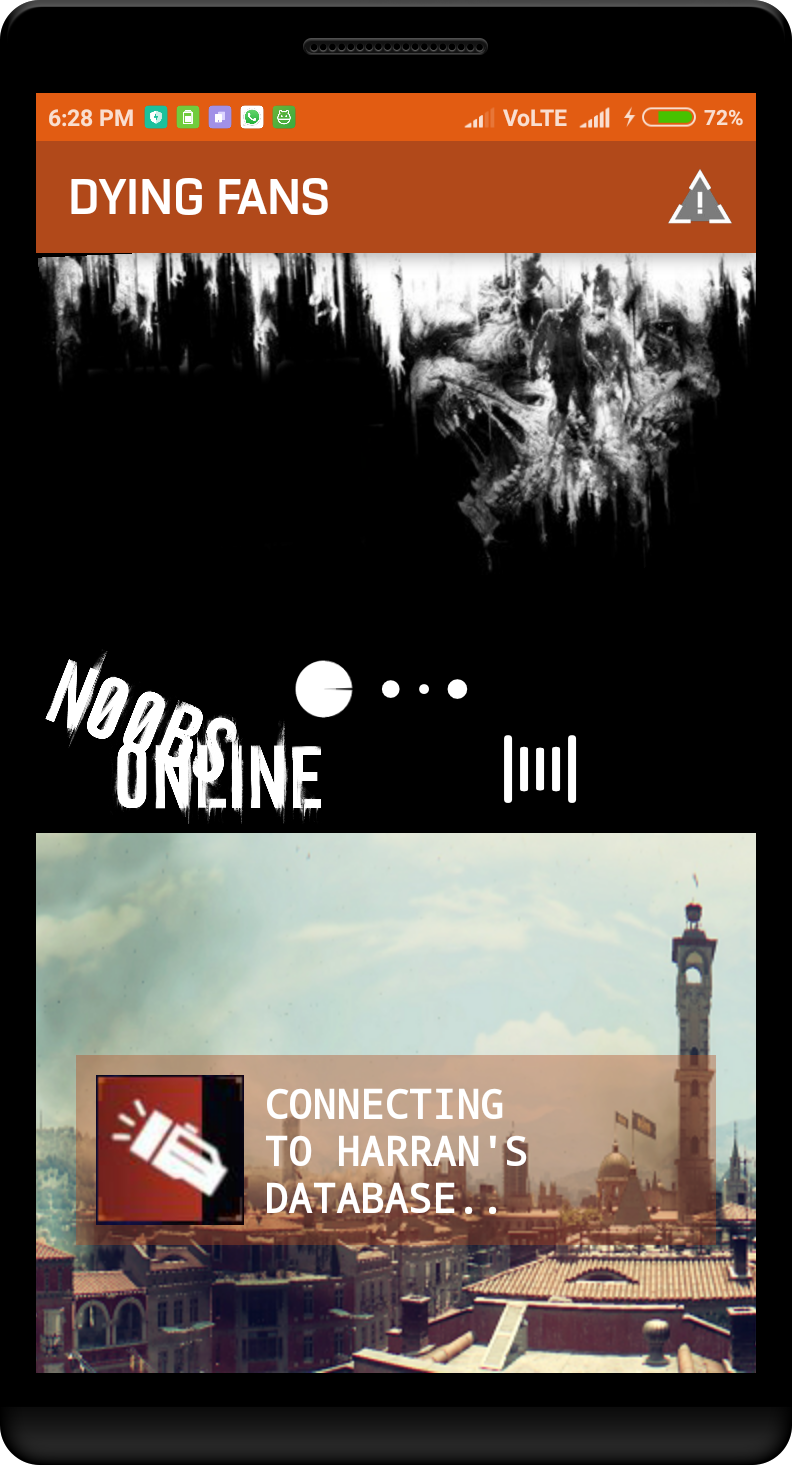 6:28 PM VoLTE 72%
DYING FANS
!
N00BS
ONLINE
CONNECTING
TO HARRAN'S
DATABASE..